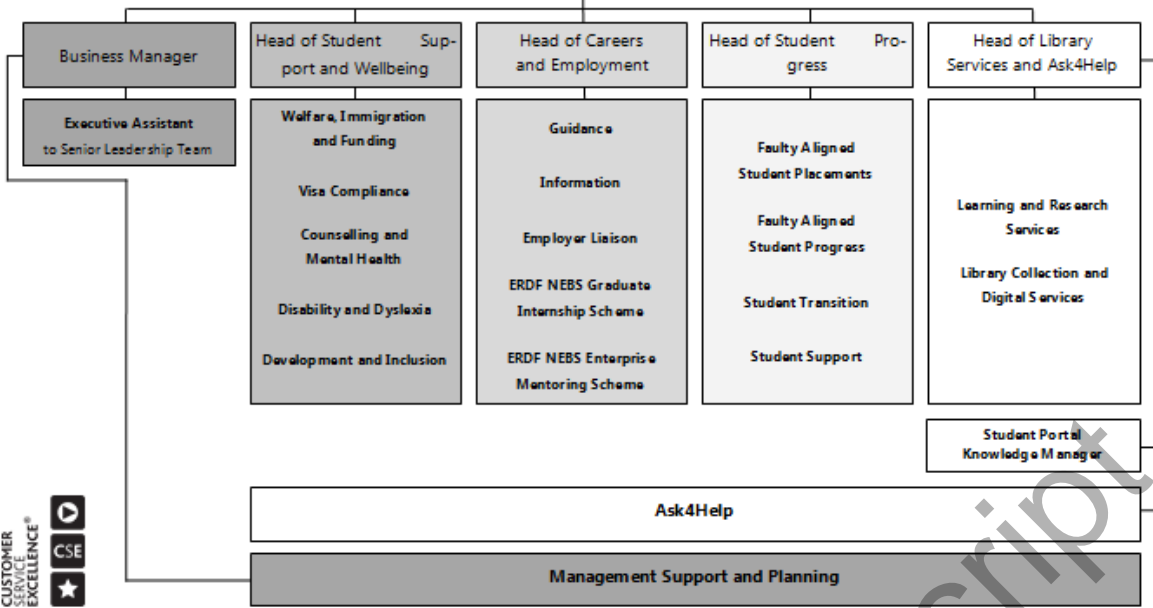 Business Manager
Head of Student Sup-
port and Wellbeing
Head of Careers
and Employment
Head of Student Pro-
gress
Head of Library
Services and Ask4Help
Executive Assistant
to Senior Leadership Team
Welfare, Immigration
and Funding
Visa Compliance
Counselling and
Mental Health
Disability and Dyslexia
Development and Inclusion
Guidance
Information
Employer Liaison
ERDF NEBS Graduate
Internship Scheme
ERDF NEBS Enterprise
Mentoring Scheme
Faulty Aligned
Student Placements
Faulty Aligned
Student Progress
Student Transition
Student Support
Learning and Research
Services
Library Collection and
Digital Services
Student Portal
Knowledge Manager
Ask4Help
Management Support and Planning
CUSTOMER
SERVICE
EXCELLENCE®
CSE
cript